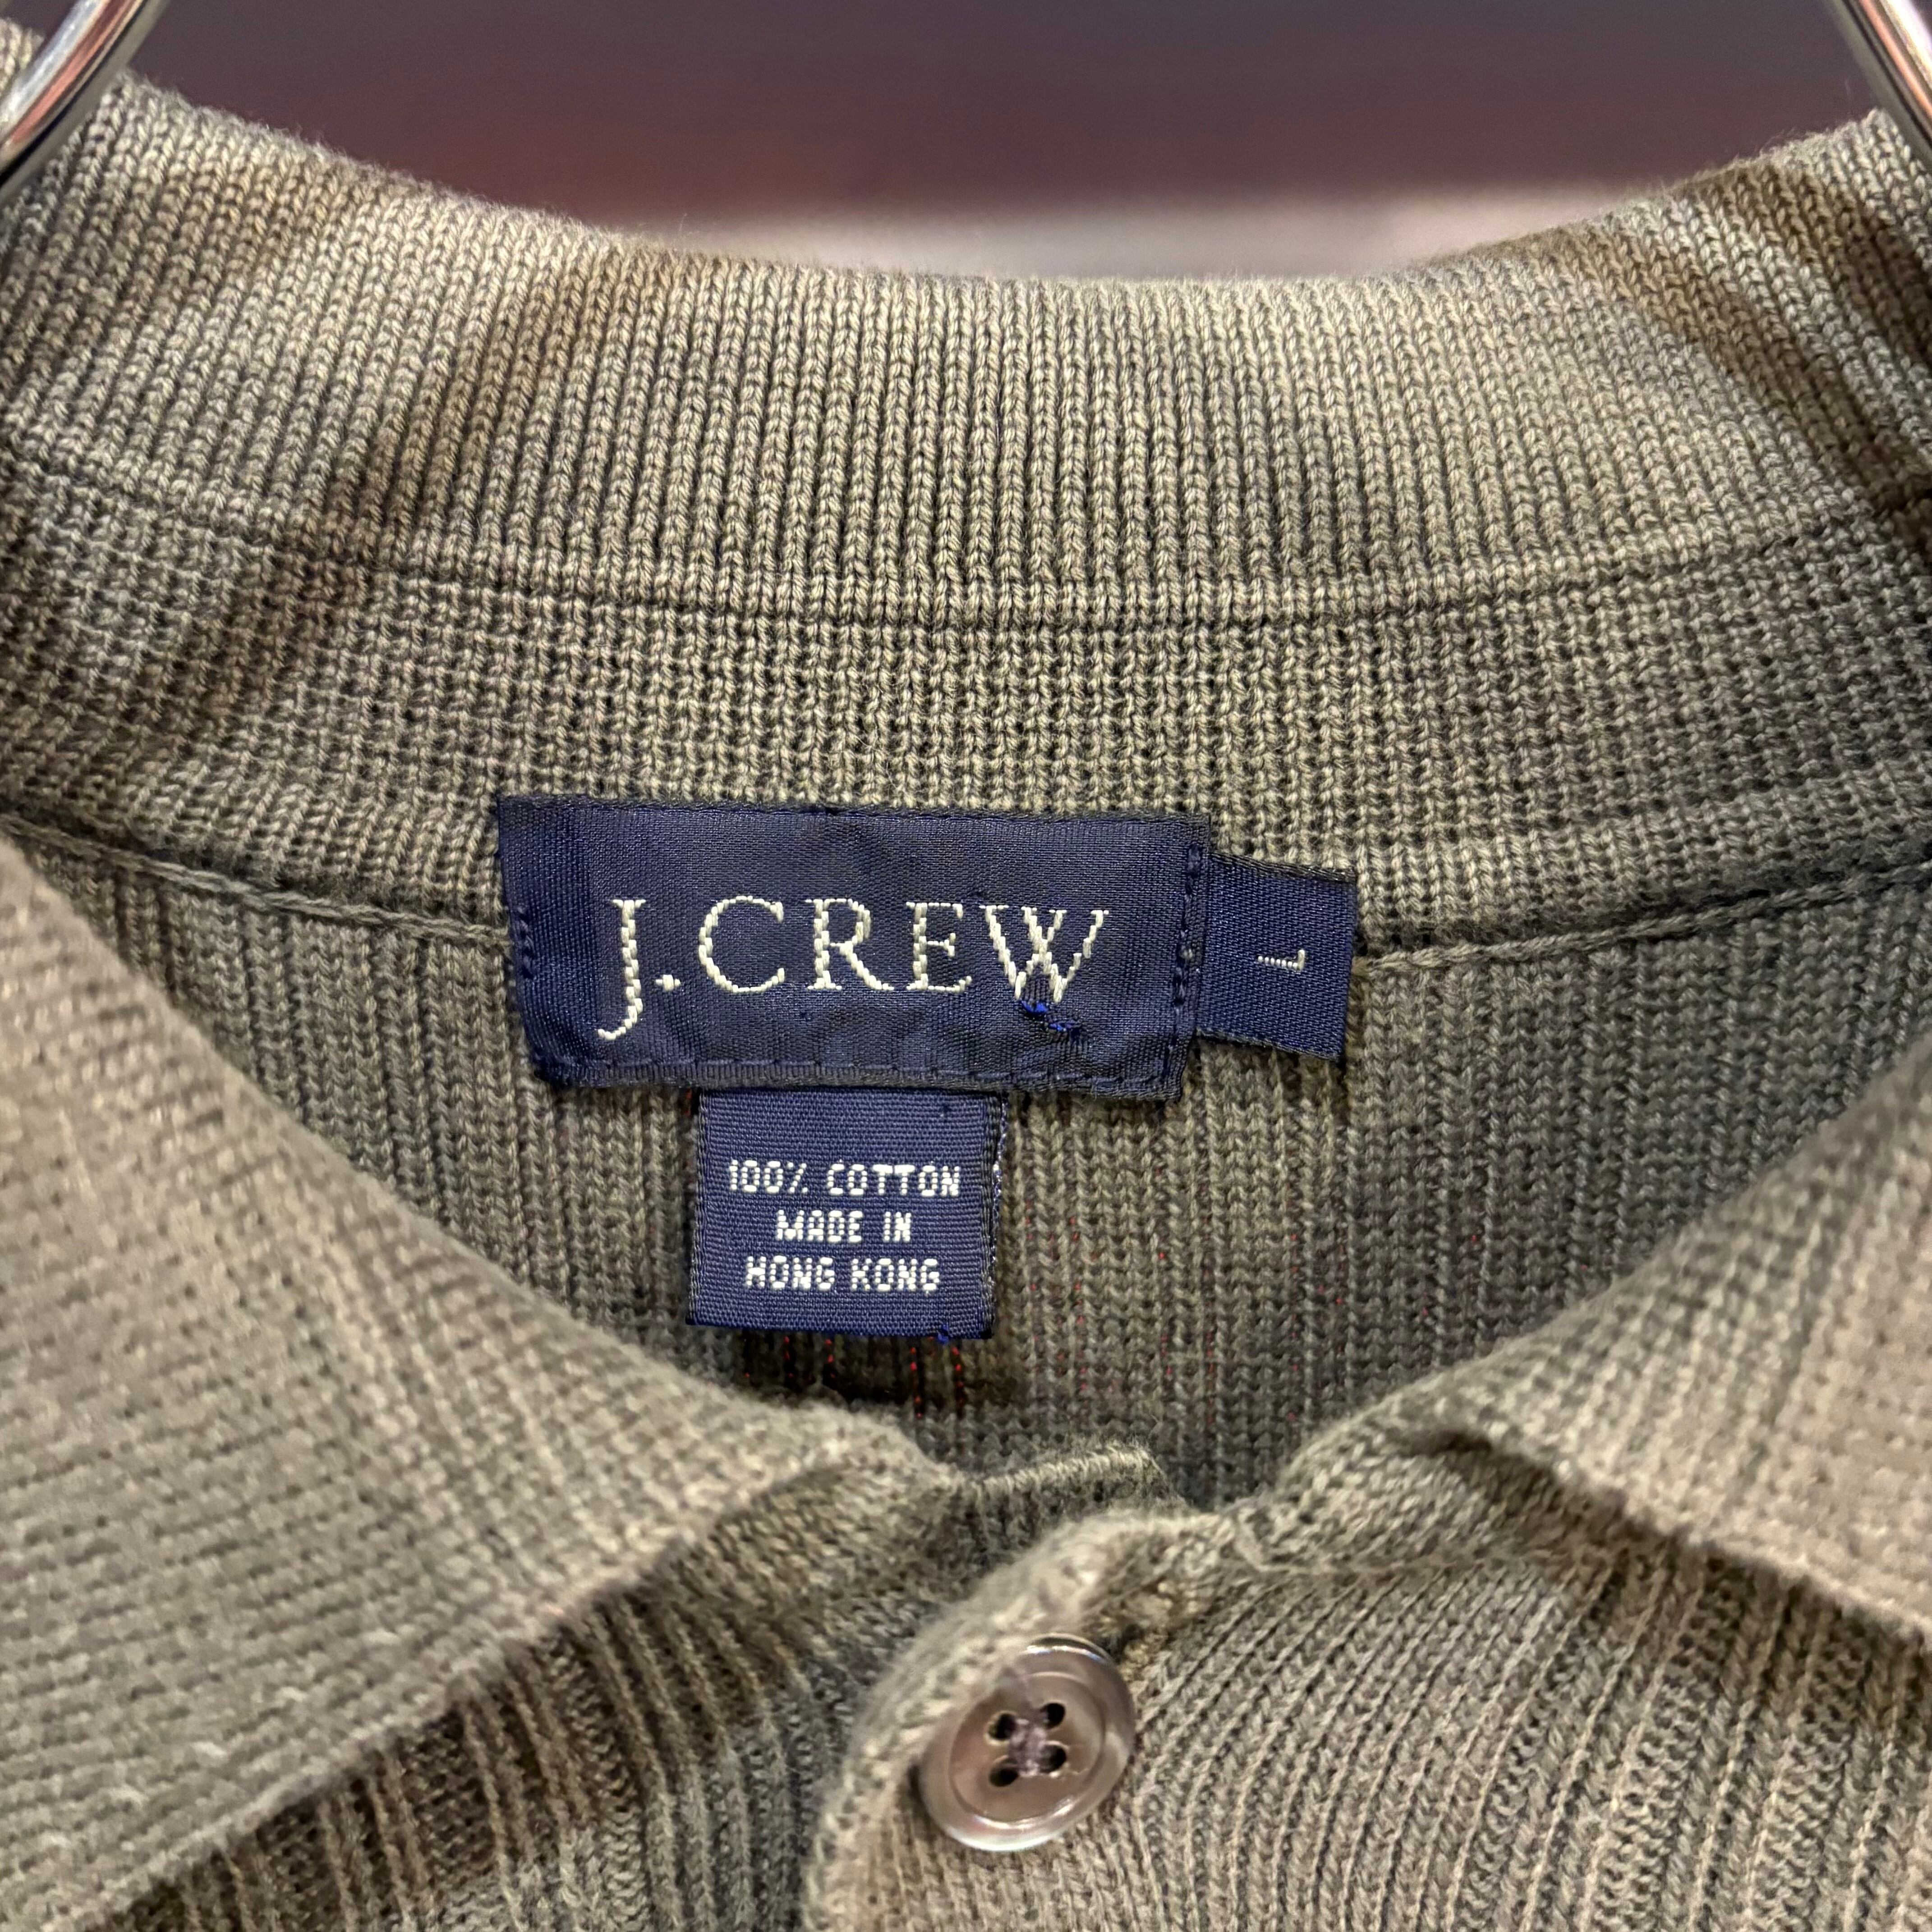 J.CREW
L
100% COTTON
MADE IN
HONG KONG